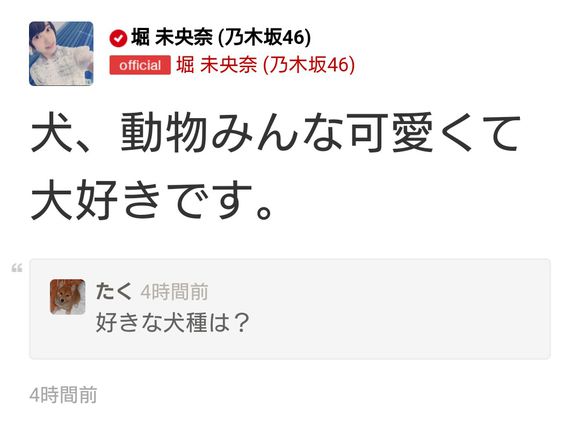 堀 未央奈 (乃木坂46)
official 堀 未央奈 (乃木坂46)
犬、動物みんな可愛くて
大好きです。
“
たく 4時間前
好きな犬種は？
4時間前